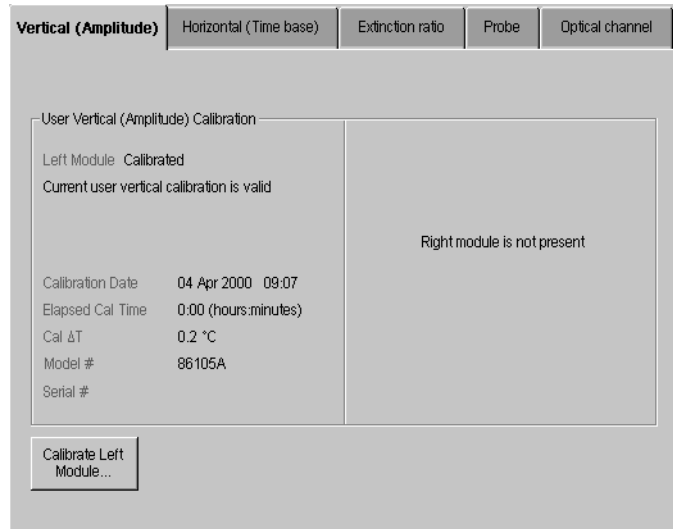 Vertical (Amplitude) Horizontal (Time base) Extinction ratio Probe Optical channel
User Vertical (Amplitude) Calibration
Left Module Calibrated
Current user vertical calibration is valid
Right module is not present
Calibration Date 04 Apr 2000 09:07
Elapsed Cal Time 0:00 (hours:minutes)
Cal ΔT 0.2 °C
Model # 86105A
Serial #
Calibrate Left
Module...